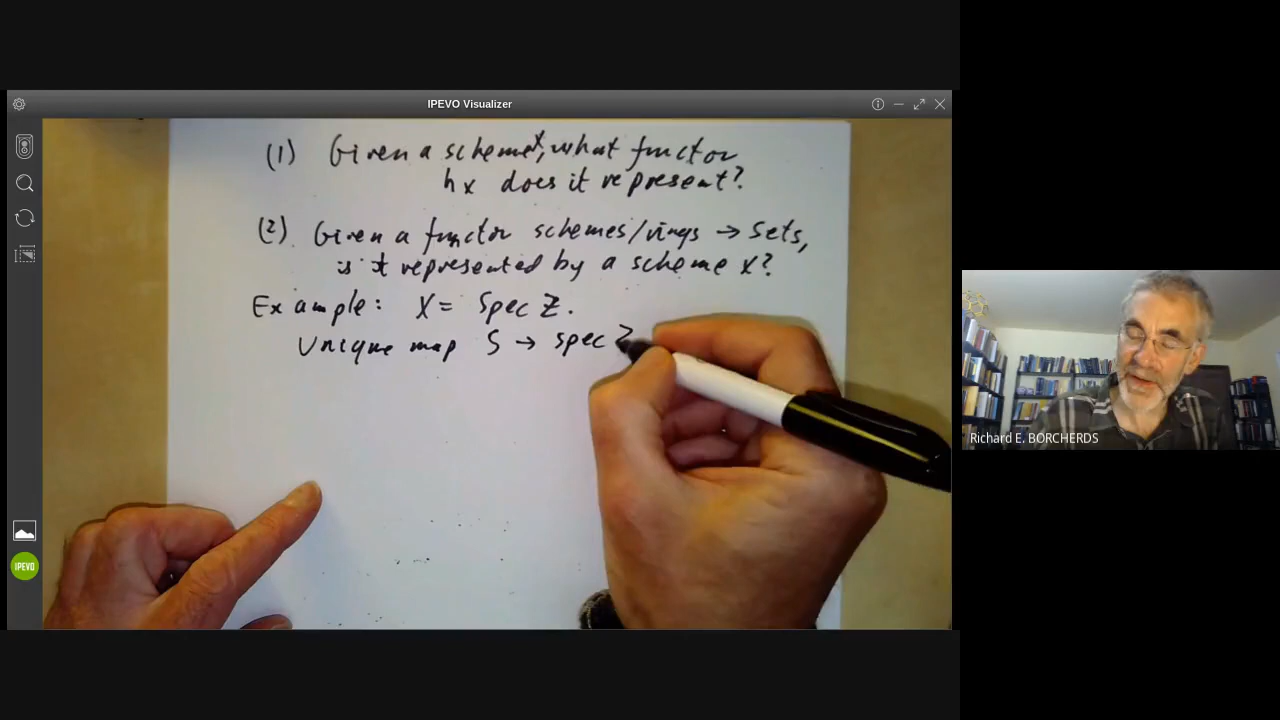 IPEVO Visualizer
(1) Given a scheme X, what functor
hx does it represent?
(2) Given a functor schemes/rings → Sets,
is it represented by a scheme X?
Example: X = Spec Z.
Unique map S → Spec Z
IPEVO
Richard E. BORCHERDS